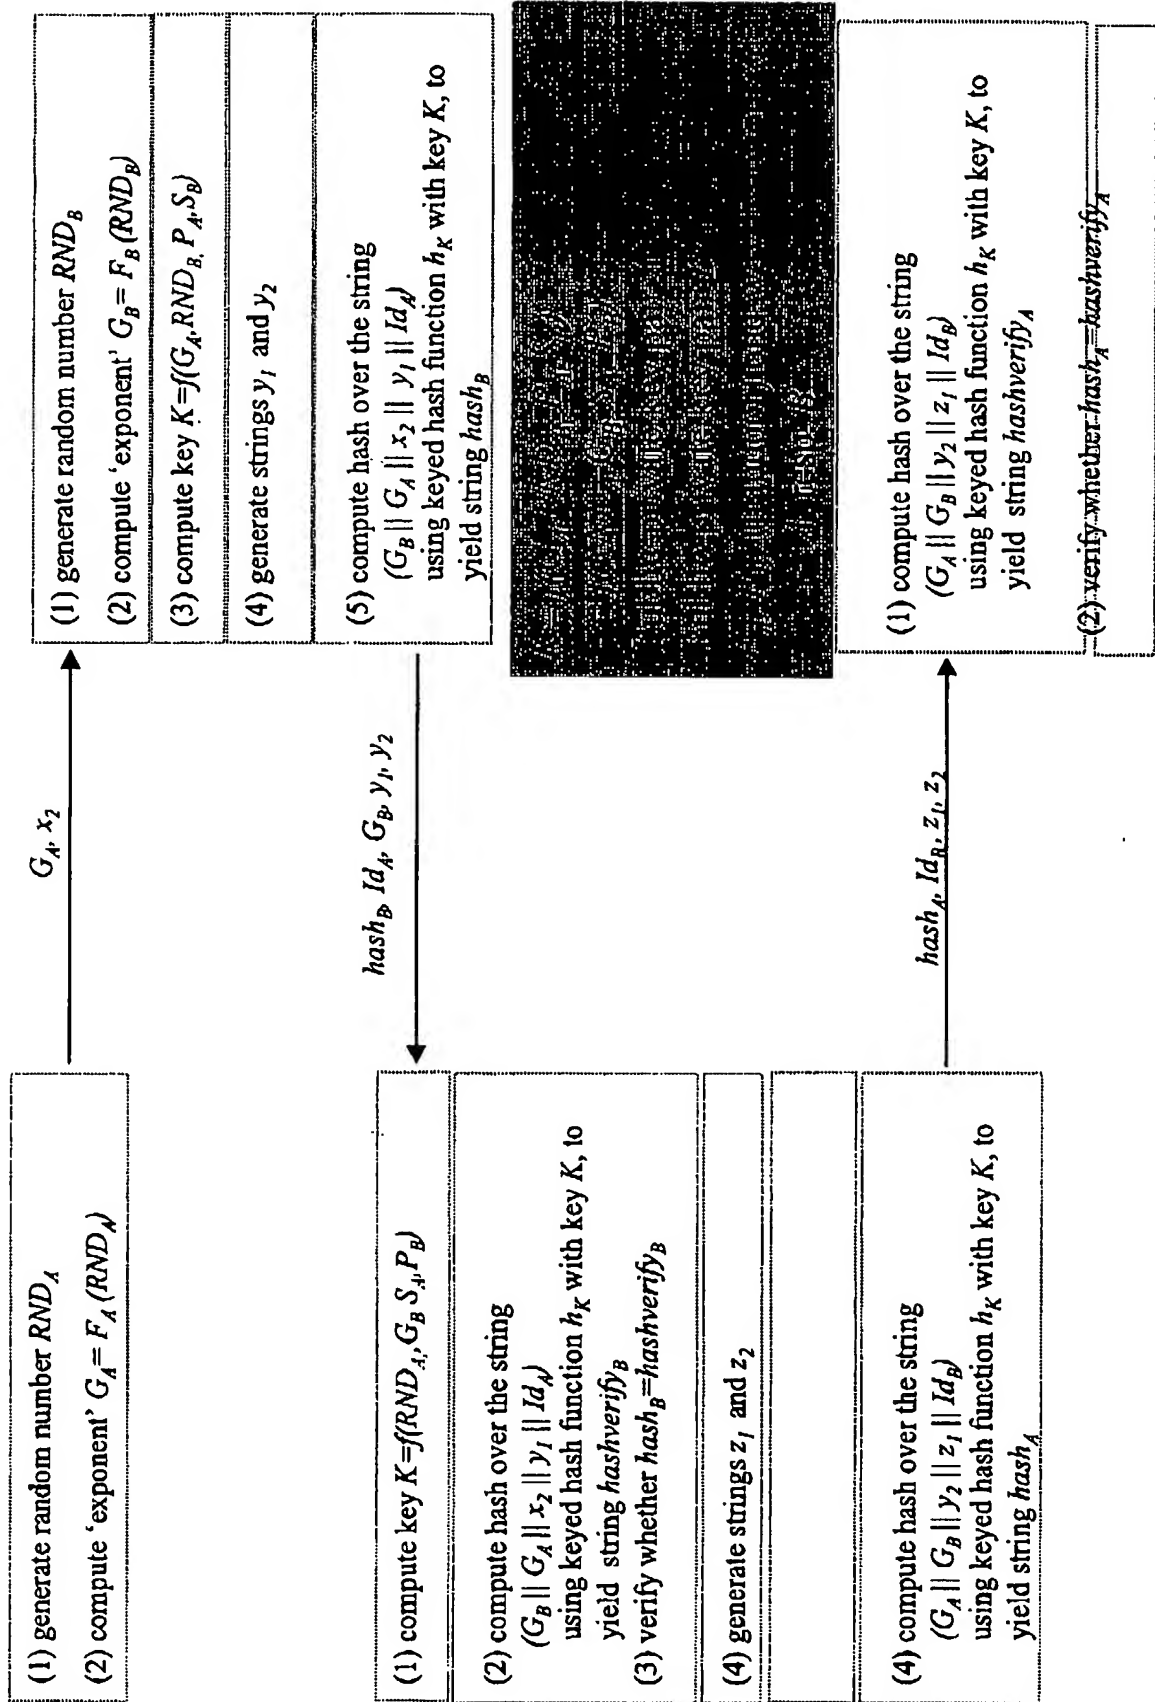 (1) generate random number RND_A
(2) compute ‘exponent’ G_A = F_A (RND_A)
G_A, x_2
(1) generate random number RND_B
(2) compute ‘exponent’ G_B = F_B (RND_B)
(3) compute key K=f(G_A, RND_B, P_A, S_B)
(4) generate strings y_1 and y_2
(5) compute hash over the string
(G_B || G_A || x_2 || y_1 || Id_A)
using keyed hash function h_K with key K, to
yield string hash_B
hash_B, Id_A, G_B, y_1, y_2
(1) compute key K=f(RND_A, G_B S_A, P_B)
(2) compute hash over the string
(G_B || G_A || x_2 || y_1 || Id_A)
using keyed hash function h_K with key K, to
yield string hashverify_B
(3) verify whether hash_B=hashverify_B
(4) generate strings z_1 and z_2
(4) compute hash over the string
(G_A || G_B || y_2 || z_1 || Id_B)
using keyed hash function h_K with key K, to
yield string hash_A
hash_A, Id_B, z_1, z_2
(1) compute hash over the string
(G_A || G_B || y_2 || z_1 || Id_B)
using keyed hash function h_K with key K, to
yield string hashverify_A
(2) verify whether hash_A=hashverify_A